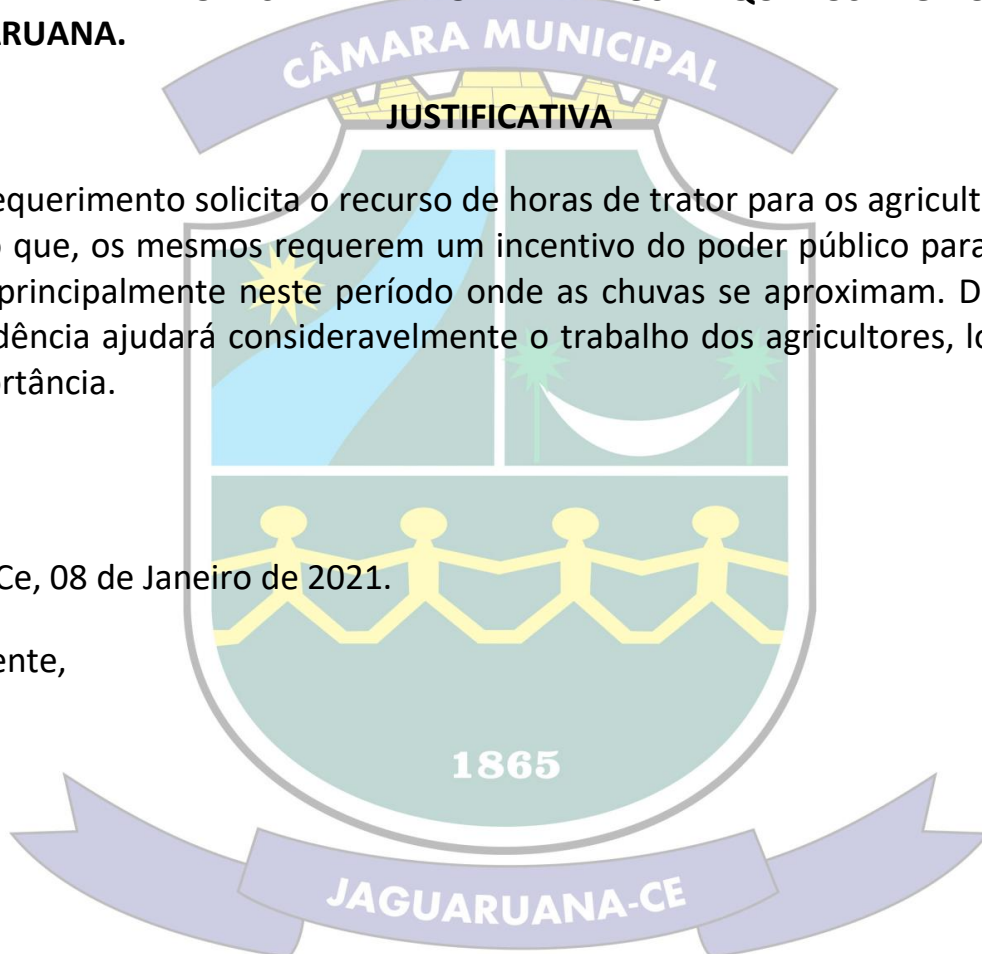 ARUANA.
CÂMARA MUNICIPAL
JUSTIFICATIVA
equerimento solicita o recurso de horas de trator para os agricult
o que, os mesmos requerem um incentivo do poder público para
principalmente neste período onde as chuvas se aproximam. D
dência ajudará consideravelmente o trabalho dos agricultores, lo
ortância.
Ce, 08 de Janeiro de 2021.
ente,
1865
JAGUARUANA-CE